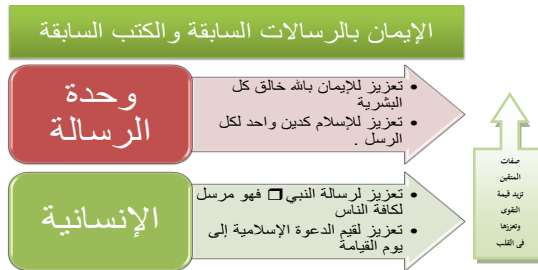 الإيمان بالرسالات السابقة والكتب السابقة
وحدة
الرسالة
• تعزيز للإيمان بالله خالق كل
البشرية
• تعزيز للإسلام كدين واحد لكل
الرسل .
الإنسانية
• تعزيز لرسالة النبي □ فهو مرسل
لكافة الناس
• تعزيز لقيم الدعوة الإسلامية إلى
يوم القيامة
صفات
المتقين
تزيد قيمة
التقوى
وتعززها
فى القلب